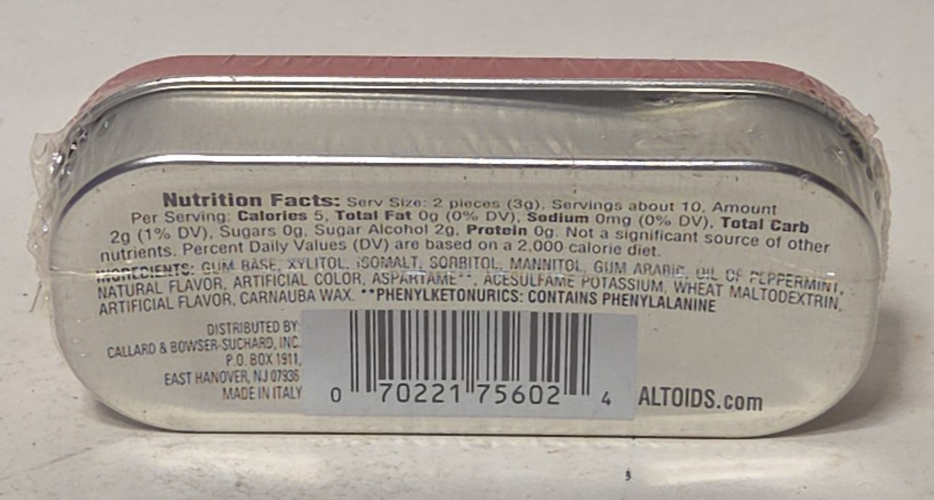 Nutrition Facts: Serv Size: 2 pieces (3g), Servings about 10, Amount
Per Serving: Calories 5, Total Fat 0g (0% DV), Sodium 0mg (0% DV), Total Carb
2g (1% DV), Sugars 0g, Sugar Alcohol 2g, Protein 0g. Not a significant source of other
nutrients. Percent Daily Values (DV) are based on a 2,000 calorie diet.
INGREDIENTS: GUM BASE, XYLITOL, ISOMALT, SORBITOL, MANNITOL, GUM ARABIC, OIL OF PEPPERMINT,
NATURAL FLAVOR, ARTIFICIAL COLOR, ASPARTAME**, ACESULFAME POTASSIUM, WHEAT MALTODEXTRIN,
ARTIFICIAL FLAVOR, CARNAUBA WAX. **PHENYLKETONURICS: CONTAINS PHENYLALANINE
DISTRIBUTED BY:
CALLARD & BOWSER-SUCHARD, INC.
P.O. BOX 1911,
EAST HANOVER, NJ 07936
MADE IN ITALY
0 70221 75602 4
ALTOIDS.com